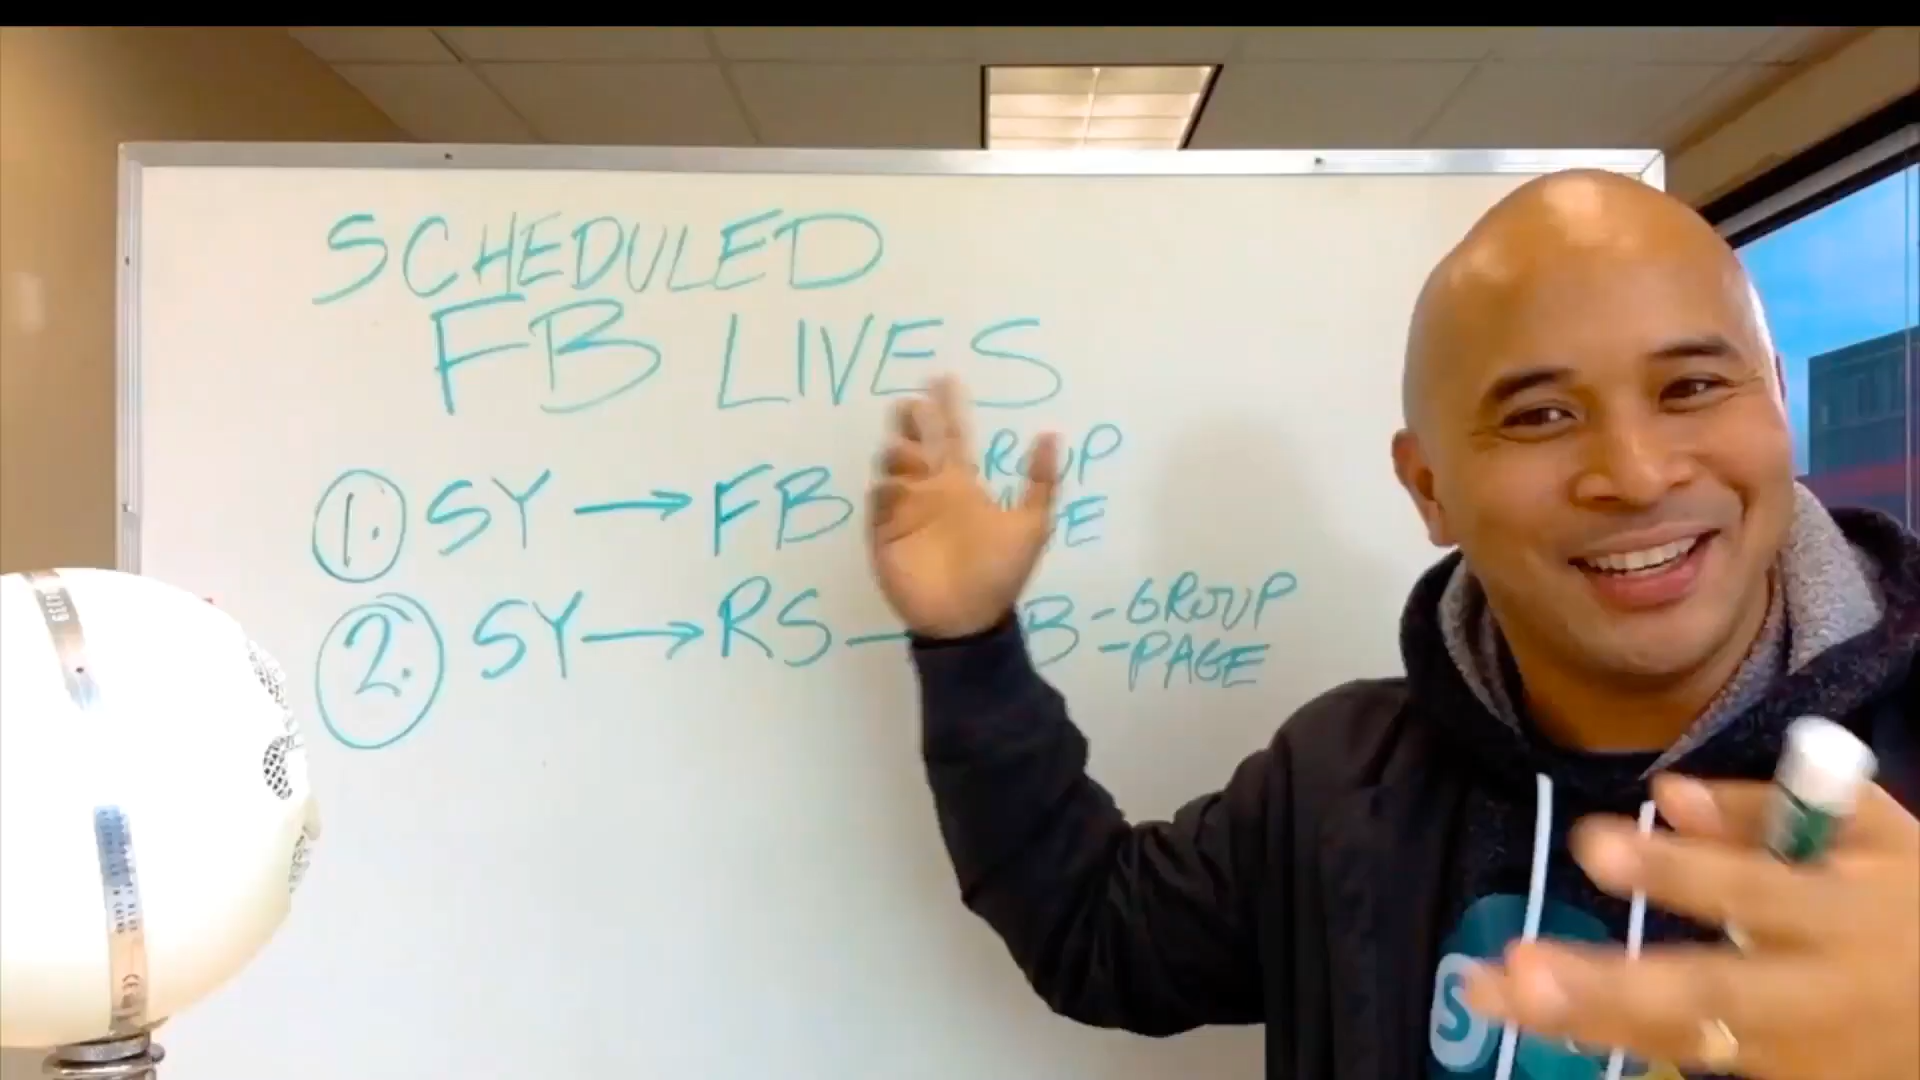 SCHEDULED
FB LIVES
1. SY → FB
2. SY → RS - GROUP
- PAGE
S